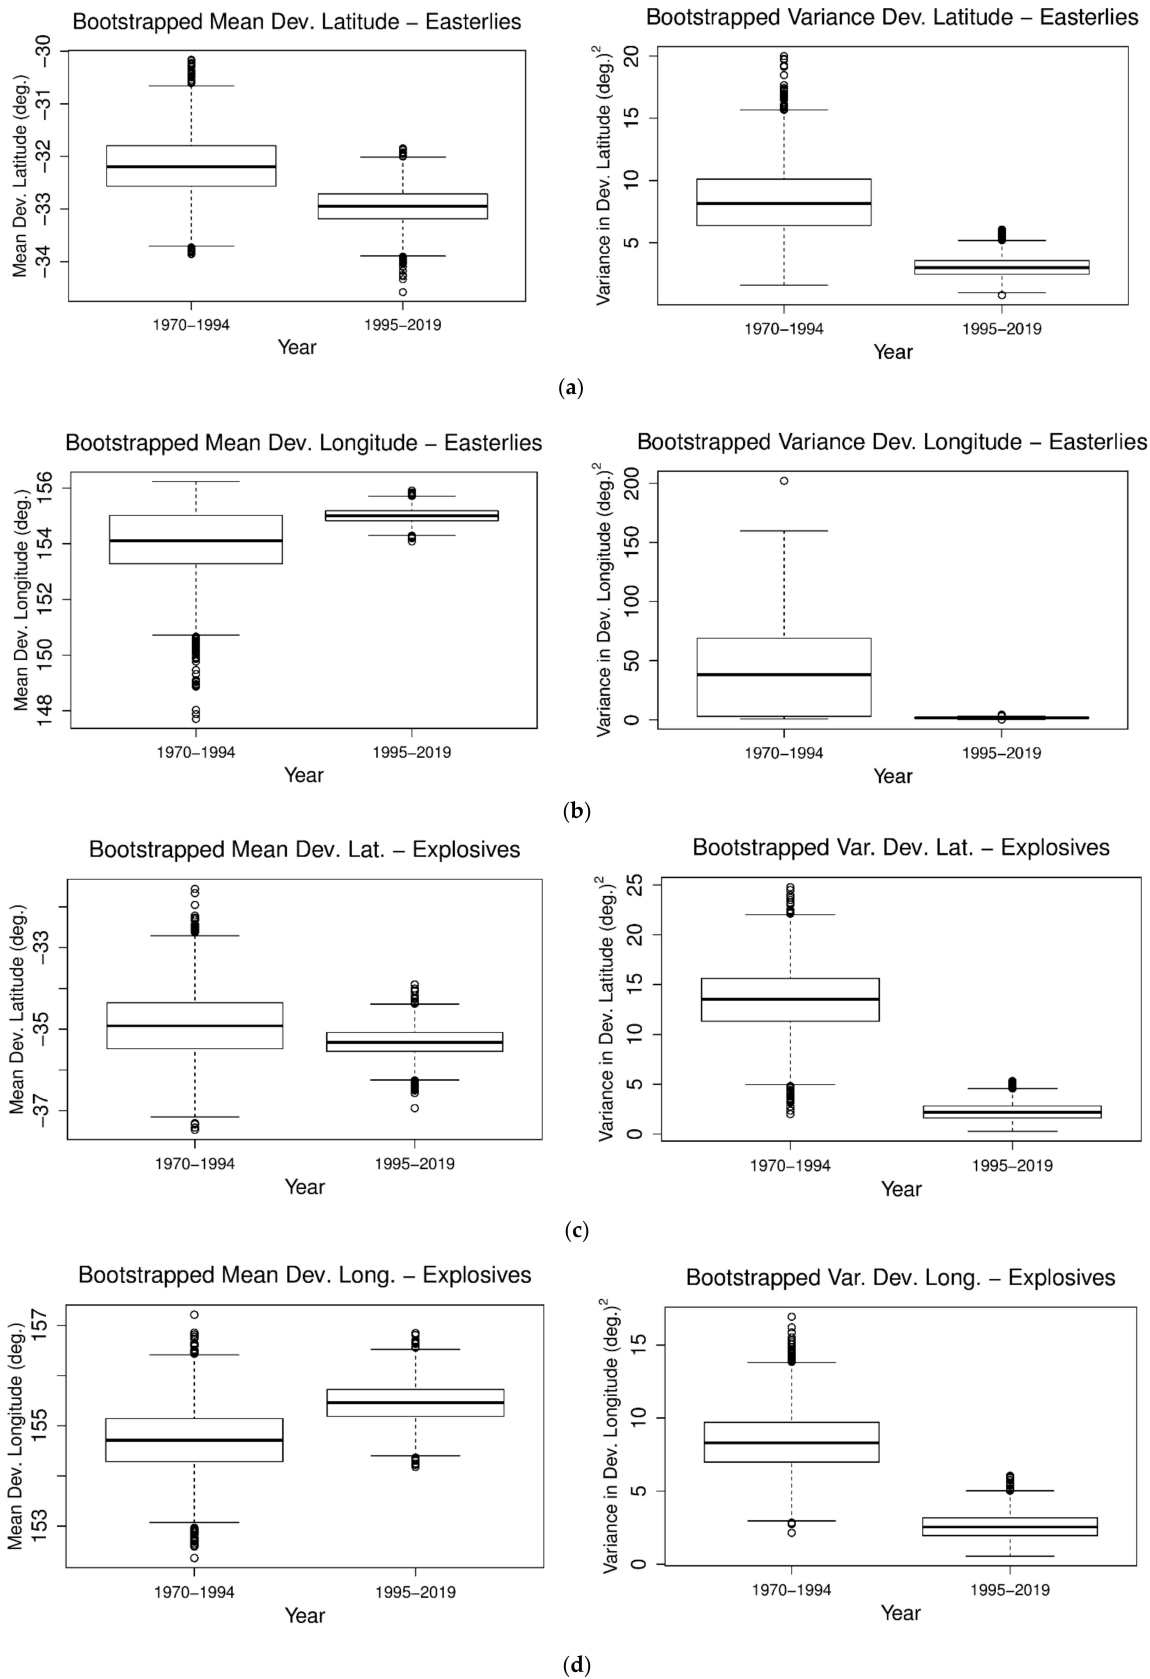 Bootstrapped Mean Dev. Latitude – Easterlies
Mean Dev. Latitude (deg.)
−30
−31
−32
−33
−34
1970−1994
1995−2019
Year
Bootstrapped Variance Dev. Latitude – Easterlies
Variance in Dev. Latitude (deg.)²
20
15
10
5
1970−1994
1995−2019
Year
(a)
Bootstrapped Mean Dev. Longitude – Easterlies
Mean Dev. Longitude (deg.)
156
154
152
150
148
1970−1994
1995−2019
Year
Bootstrapped Variance Dev. Longitude – Easterlies
Variance in Dev. Longitude (deg.)²
200
150
100
50
0
1970−1994
1995−2019
Year
(b)
Bootstrapped Mean Dev. Lat. – Explosives
Mean Dev. Latitude (deg.)
−33
−35
−37
1970−1994
1995−2019
Year
Bootstrapped Var. Dev. Lat. – Explosives
Variance in Dev. Latitude (deg.)²
25
20
15
10
5
0
1970−1994
1995−2019
Year
(c)
Bootstrapped Mean Dev. Long. – Explosives
Mean Dev. Longitude (deg.)
157
155
153
1970−1994
1995−2019
Year
Bootstrapped Var. Dev. Long. – Explosives
Variance in Dev. Longitude (deg.)²
15
10
5
0
1970−1994
1995−2019
Year
(d)